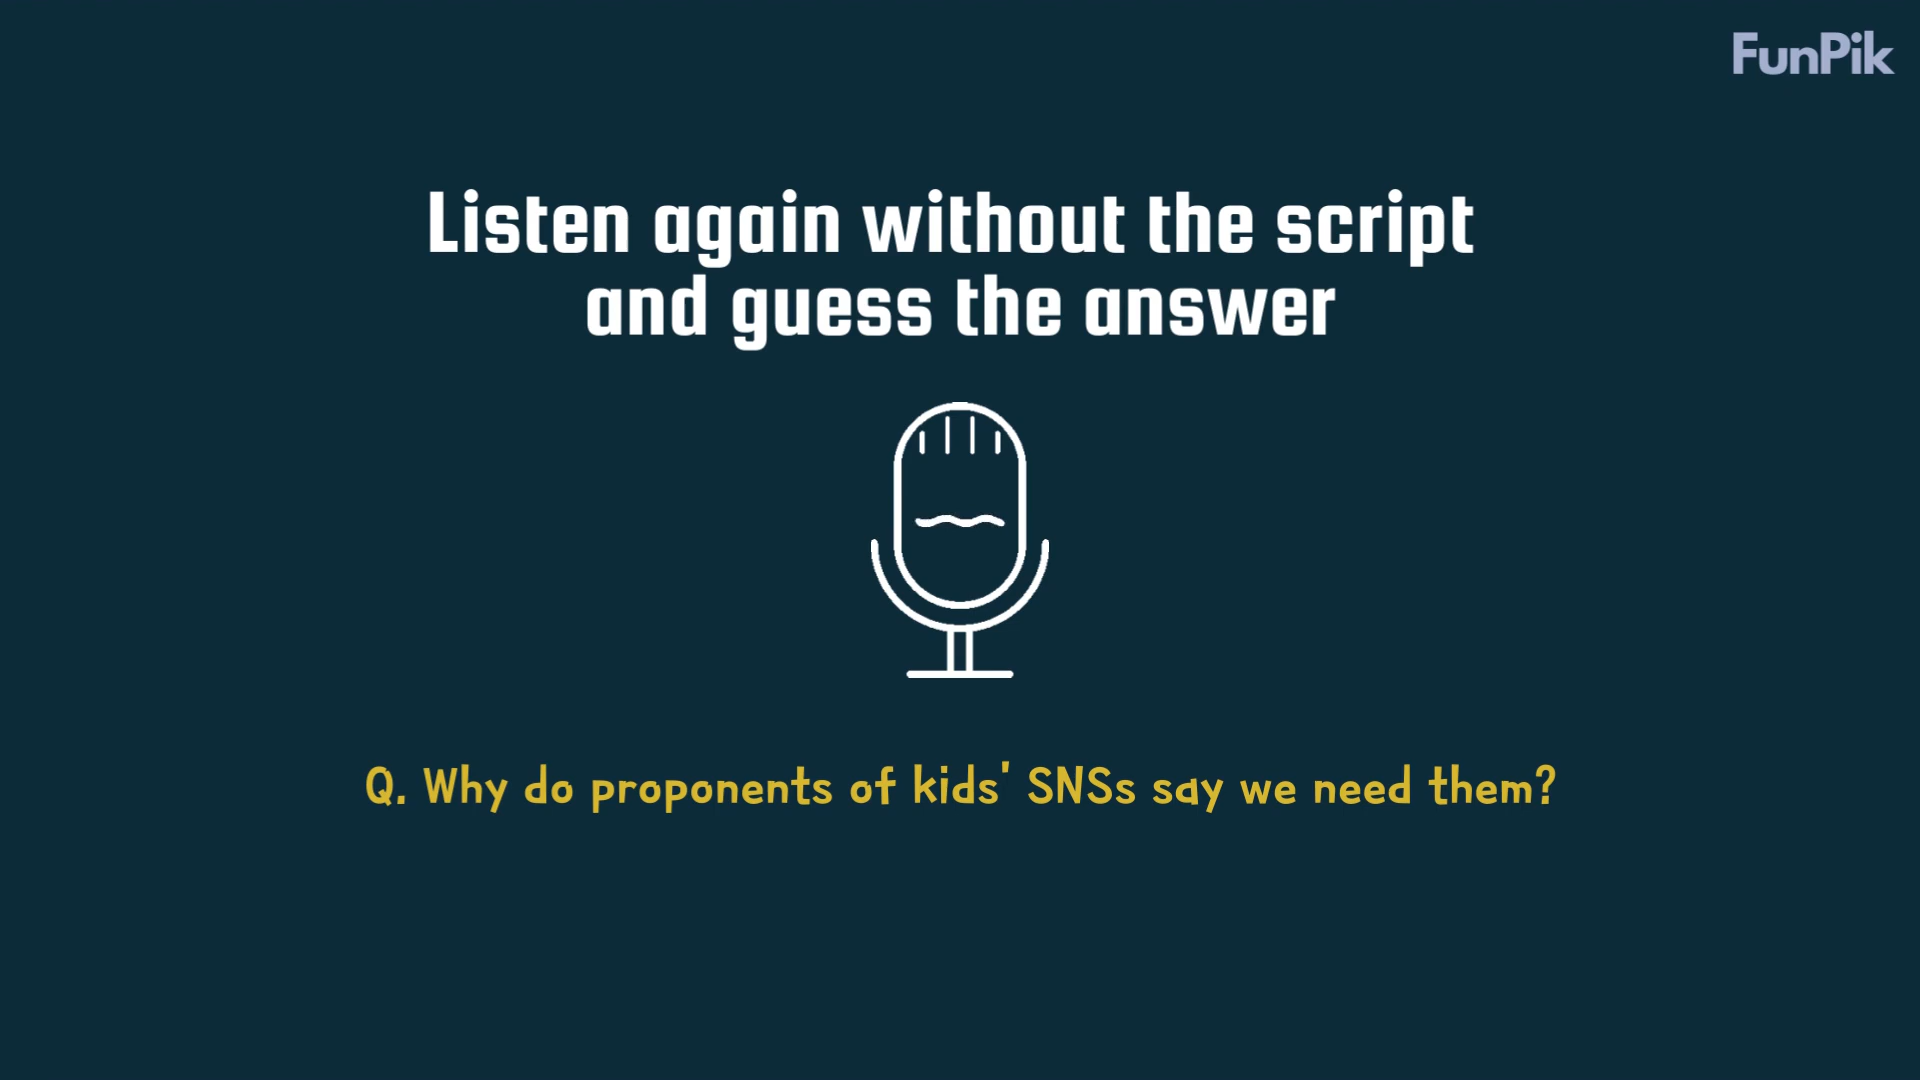 FunPik
Listen again without the script
and guess the answer
Q. Why do proponents of kids' SNSs say we need them?